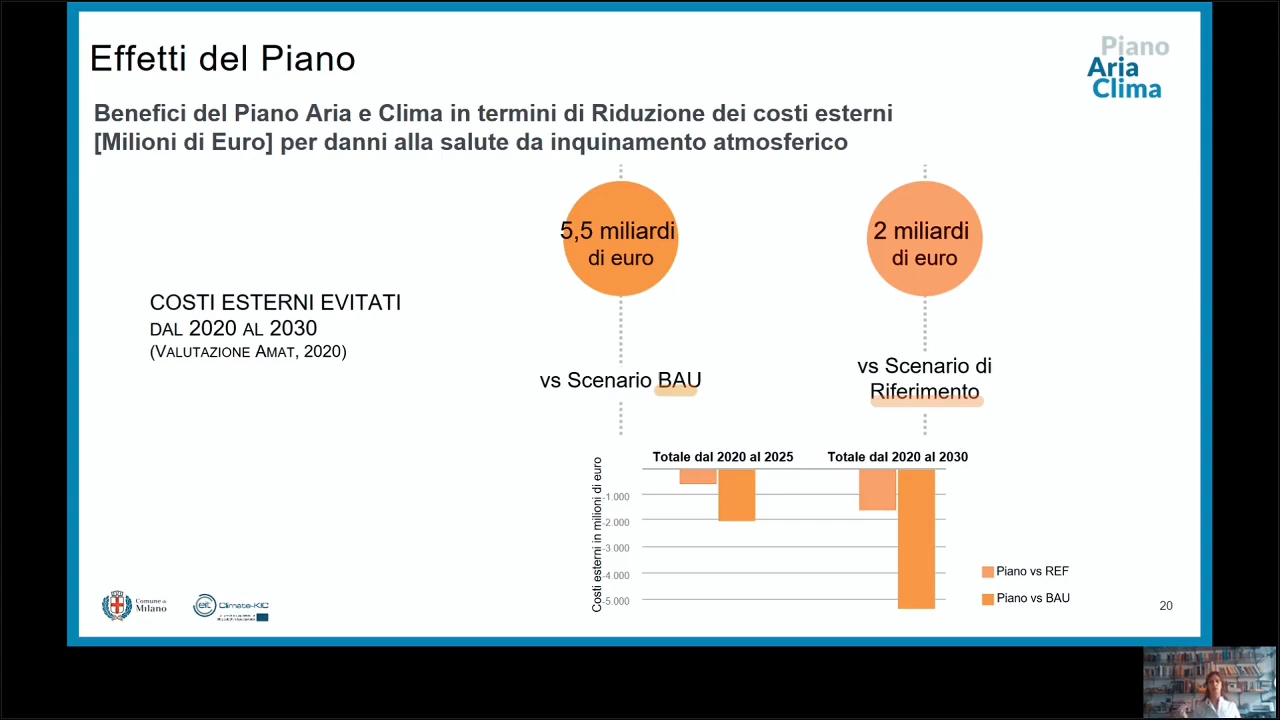 Effetti del Piano
Piano
Aria
Clima
Benefici del Piano Aria e Clima in termini di Riduzione dei costi esterni
[Milioni di Euro] per danni alla salute da inquinamento atmosferico
5,5 miliardi
di euro
2 miliardi
di euro
COSTI ESTERNI EVITATI
DAL 2020 AL 2030
(VALUTAZIONE AMAT, 2020)
vs Scenario BAU
vs Scenario di
Riferimento
Totale dal 2020 al 2025
Totale dal 2020 al 2030
Costi esterni in milioni di euro
-1.000
-2.000
-3.000
-4.000
-5.000
Piano vs REF
Piano vs BAU
Comune di
Milano
eit
Climate-KIC
20